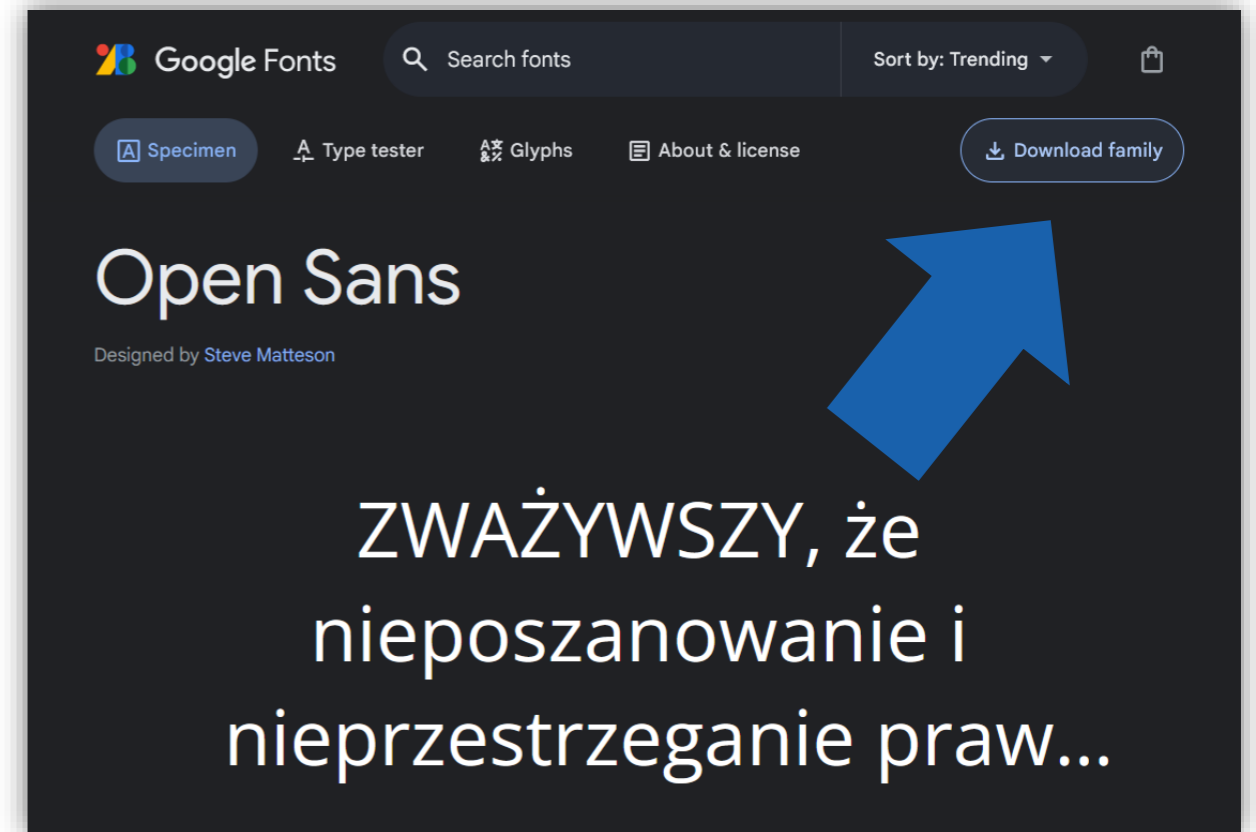 Google Fonts Search fonts Sort by: Trending
Specimen Type tester Glyphs About & license Download family
Open Sans
Designed by Steve Matteson
ZWAŻYWSZY, że
nieposzanowanie i
nieprzestrzeganie praw...